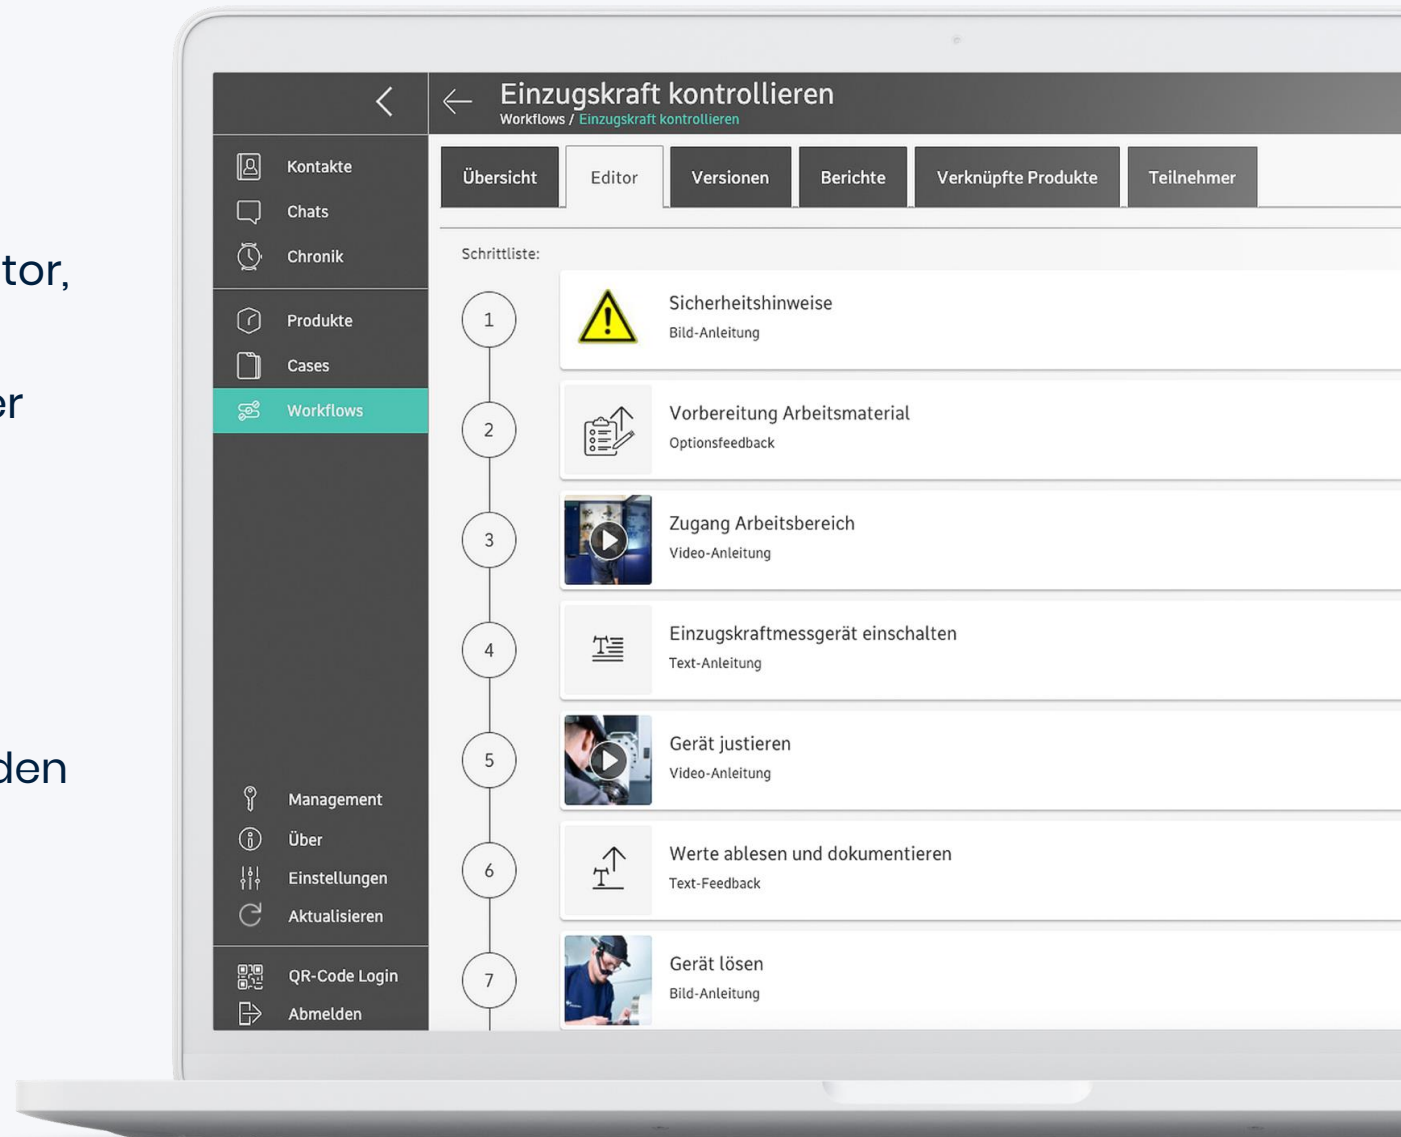 tor,
er
den
Einzugskraft kontrollieren
Workflows / Einzugskraft kontrollieren
Kontakte
Chats
Chronik
Produkte
Cases
Workflows
Management
Über
Einstellungen
Aktualisieren
QR-Code Login
Abmelden
Übersicht Editor Versionen Berichte Verknüpfte Produkte Teilnehmer
Schrittliste:
1
Sicherheitshinweise
Bild-Anleitung
2
Vorbereitung Arbeitsmaterial
Optionsfeedback
3
Zugang Arbeitsbereich
Video-Anleitung
4
Einzugskraftmessgerät einschalten
Text-Anleitung
5
Gerät justieren
Video-Anleitung
6
Werte ablesen und dokumentieren
Text-Feedback
7
Gerät lösen
Bild-Anleitung